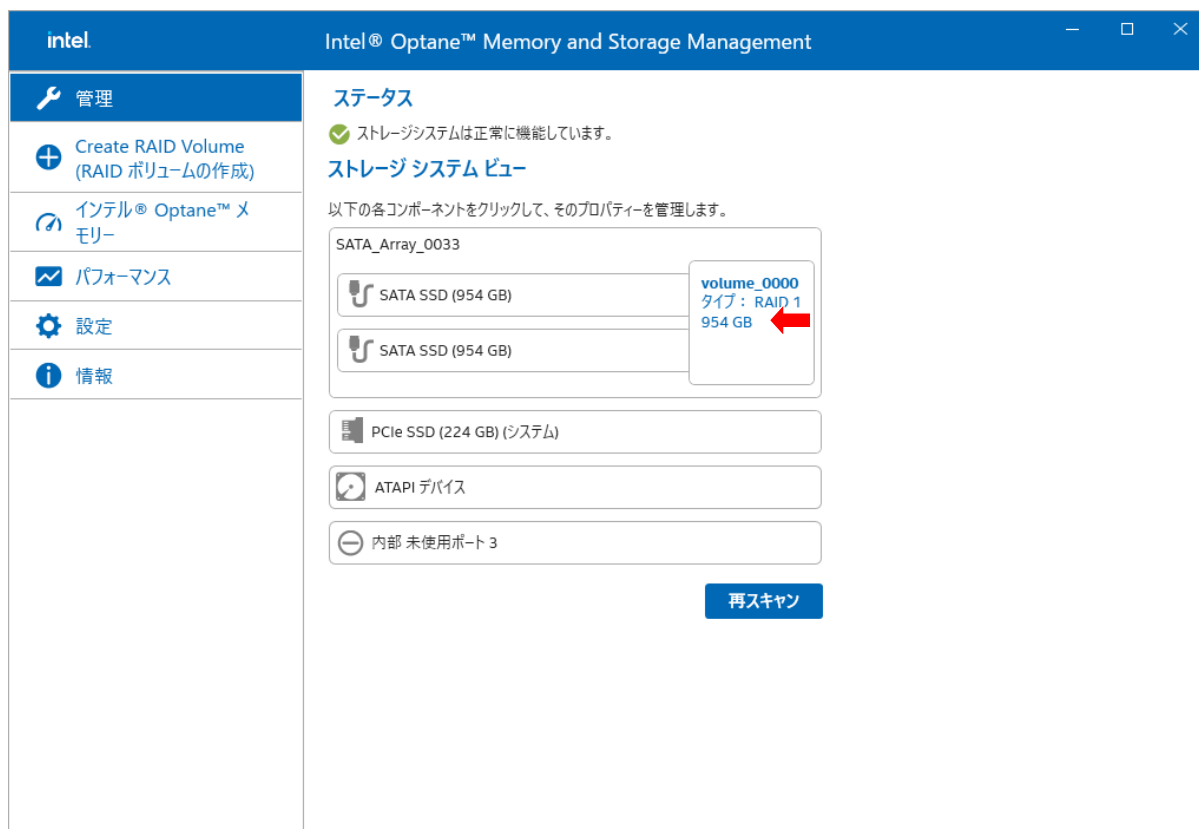 intel.
Intel® Optane™ Memory and Storage Management
管理
Create RAID Volume
(RAID ボリュームの作成)
インテル® Optane™ メ
モリー
パフォーマンス
設定
情報
ステータス
ストレージシステムは正常に機能しています。
ストレージ システム ビュー
以下の各コンポーネントをクリックして、そのプロパティーを管理します。
SATA_Array_0033
SATA SSD (954 GB)
SATA SSD (954 GB)
volume_0000
タイプ： RAID 1
954 GB
PCIe SSD (224 GB) (システム)
ATAPI デバイス
内部 未使用ポート 3
再スキャン